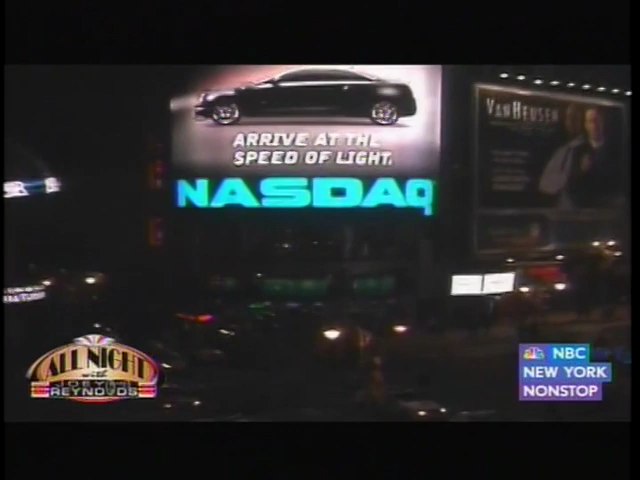 ARRIVE AT THE
SPEED OF LIGHT.
NASDAQ
VANHEUSEN
ALL NIGHT
with
JOEY
REYNOLDS
NBC
NEW YORK
NONSTOP